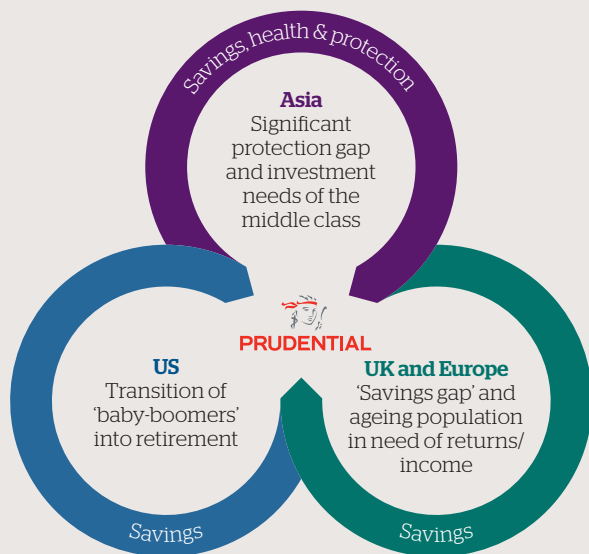 Savings, health & protection
Asia
Significant
protection gap
and investment
needs of the
middle class
PRUDENTIAL
US
Transition of
‘baby-boomers’
into retirement
Savings
UK and Europe
‘Savings gap’ and
ageing population
in need of returns/
income
Savings